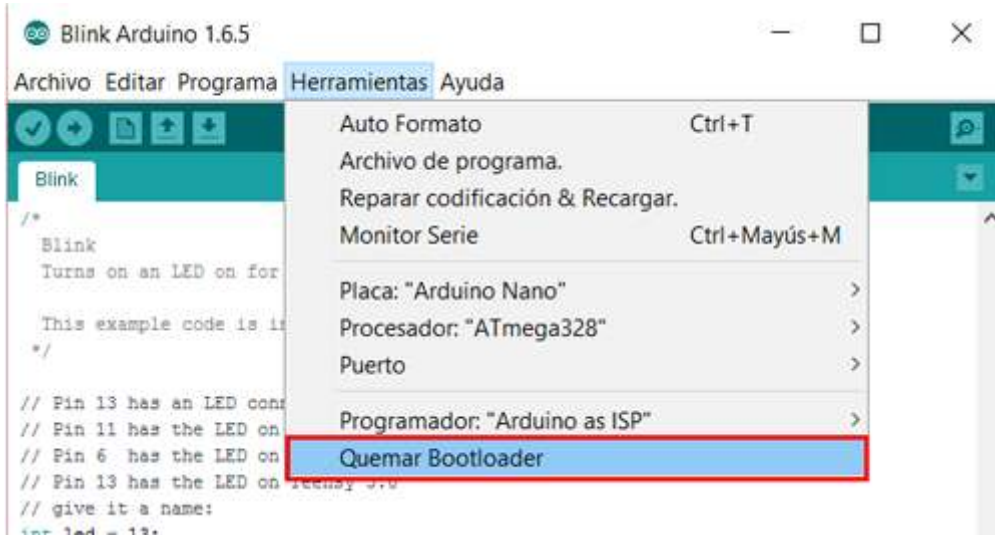 Blink Arduino 1.6.5
Archivo Editar Programa Herramientas Ayuda
Auto Formato Ctrl+T
Archivo de programa.
Reparar codificación & Recargar.
Monitor Serie Ctrl+Mayús+M
Placa: "Arduino Nano"
Procesador: "ATmega328"
Puerto
Programador: "Arduino as ISP"
Quemar Bootloader
Blink
/*
Blink
Turns on an LED on for
This example code is
*/
// Pin 13 has an LED
// Pin 11 has the LED on
// Pin 6 has the LED on
// Pin 13 has the LED on
// give it a name:
int led = 13;